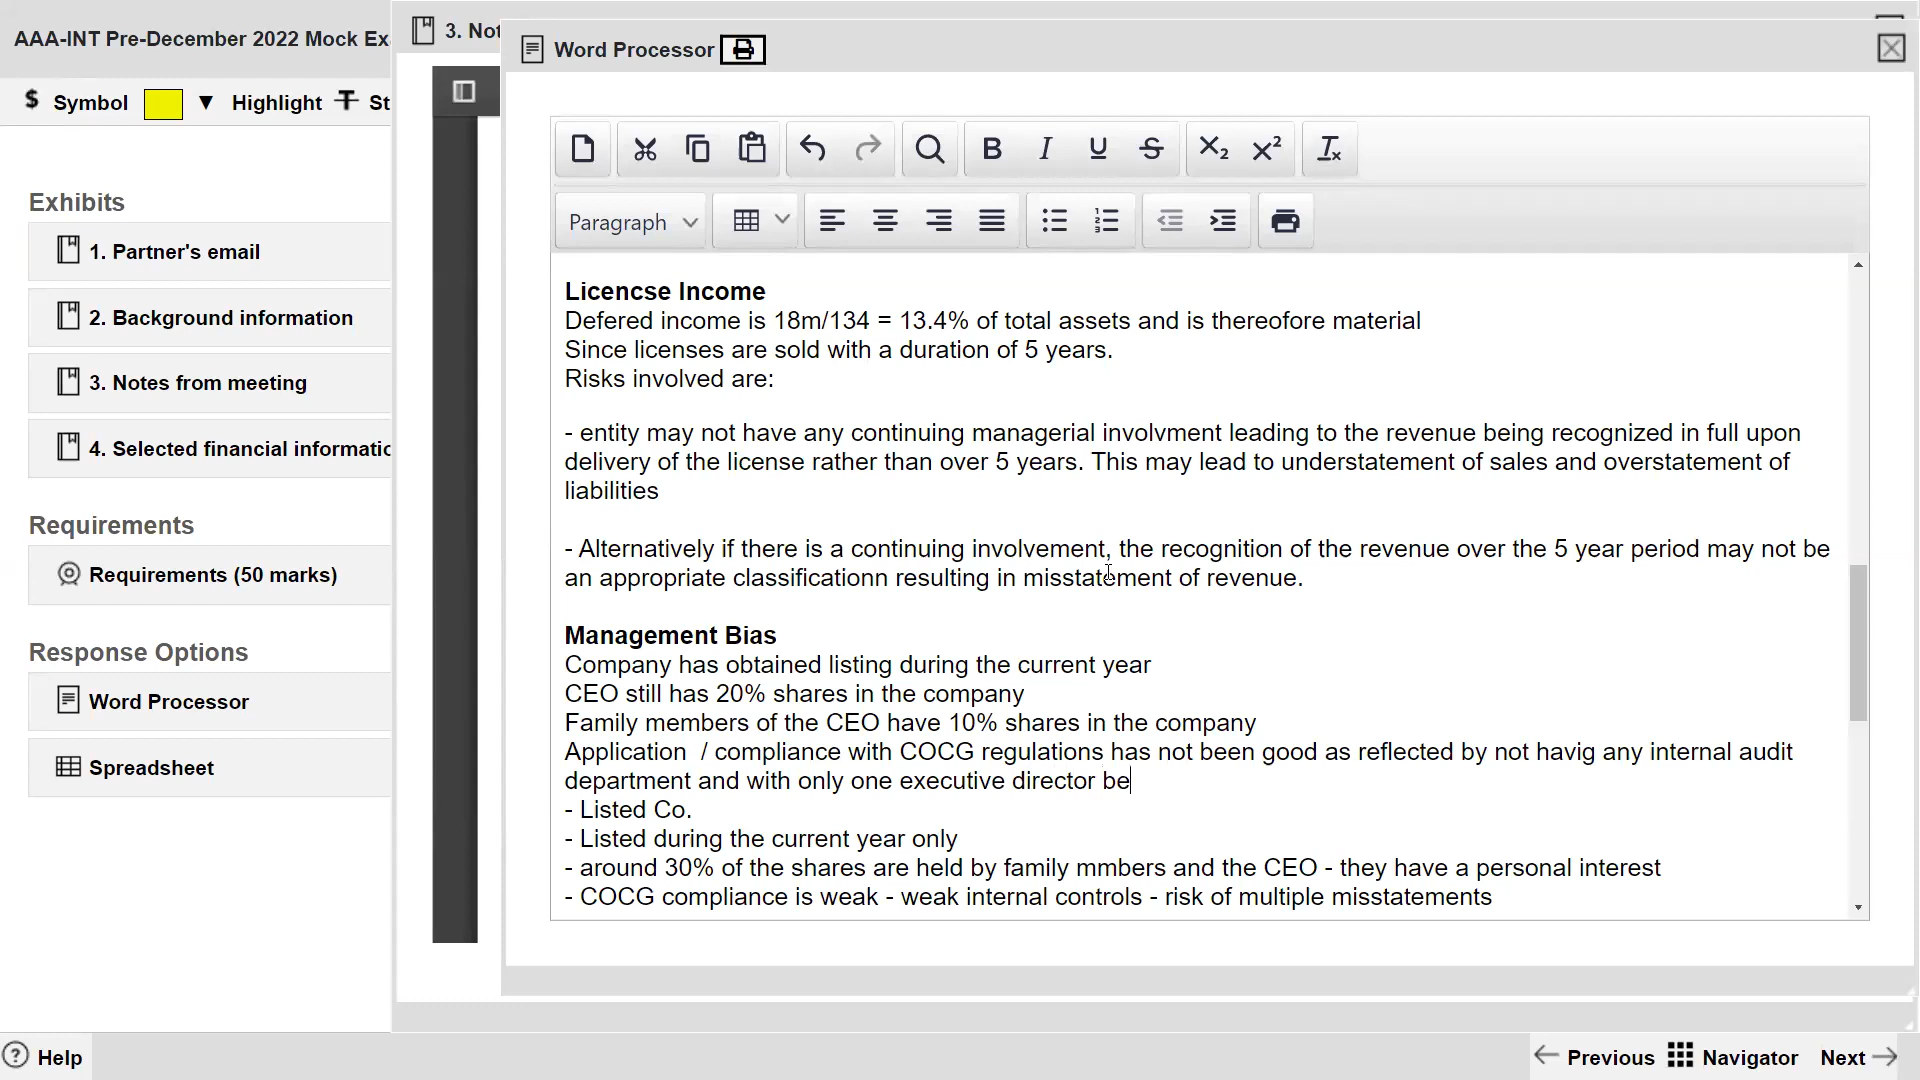 AAA-INT Pre-December 2022 Mock Ex
3. Not
Word Processor
$ Symbol ▼ Highlight St
Exhibits
1. Partner's email
2. Background information
3. Notes from meeting
4. Selected financial informatio
Requirements
Requirements (50 marks)
Response Options
Word Processor
Spreadsheet
Paragraph
Licencse Income
Defered income is 18m/134 = 13.4% of total assets and is thereofore material
Since licenses are sold with a duration of 5 years.
Risks involved are:
- entity may not have any continuing managerial involvment leading to the revenue being recognized in full upon
delivery of the license rather than over 5 years. This may lead to understatement of sales and overstatement of
liabilities
- Alternatively if there is a continuing involvement, the recognition of the revenue over the 5 year period may not be
an appropriate classificationn resulting in misstatement of revenue.
Management Bias
Company has obtained listing during the current year
CEO still has 20% shares in the company
Family members of the CEO have 10% shares in the company
Application  / compliance with COCG regulations has not been good as reflected by not havig any internal audit
department and with only one executive director be
- Listed Co.
- Listed during the current year only
- around 30% of the shares are held by family mmbers and the CEO - they have a personal interest
- COCG compliance is weak - weak internal controls - risk of multiple misstatements
Help
Previous Navigator Next